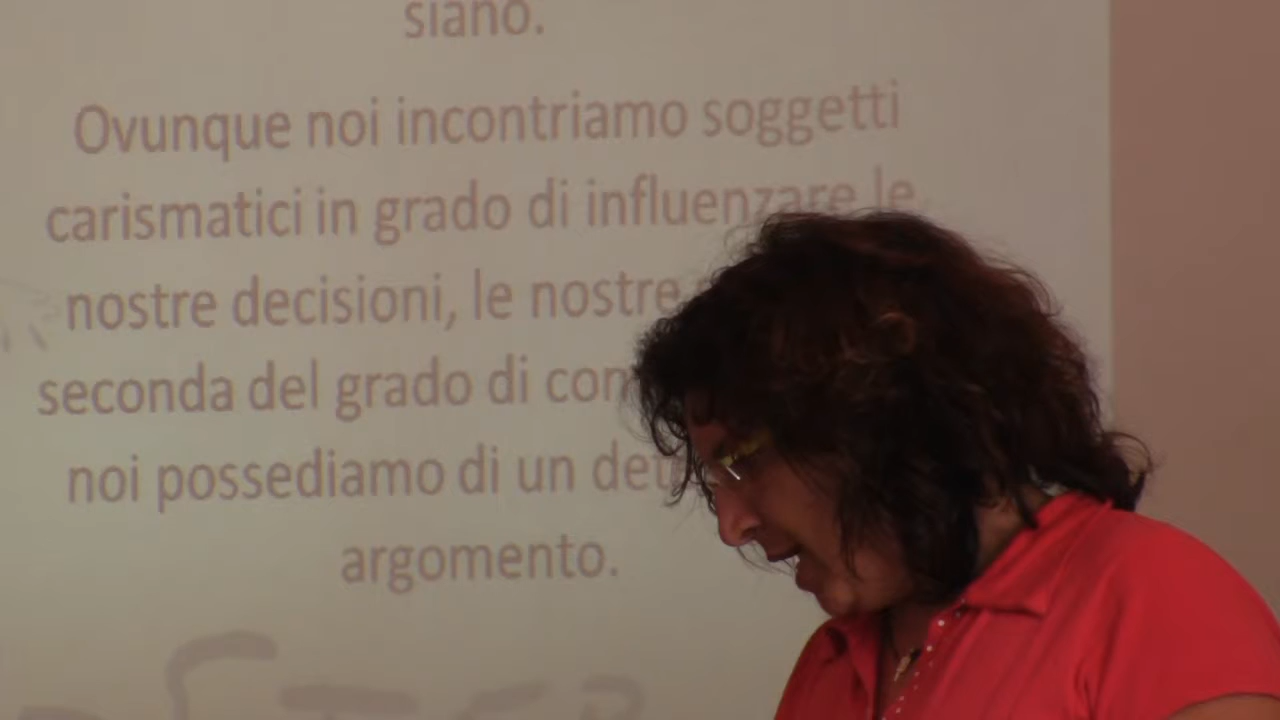 siano.
Ovunque noi incontriamo soggetti
carismatici in grado di influenzare le
nostre decisioni, le nostre
seconda del grado di
noi possediamo di un
argomento.